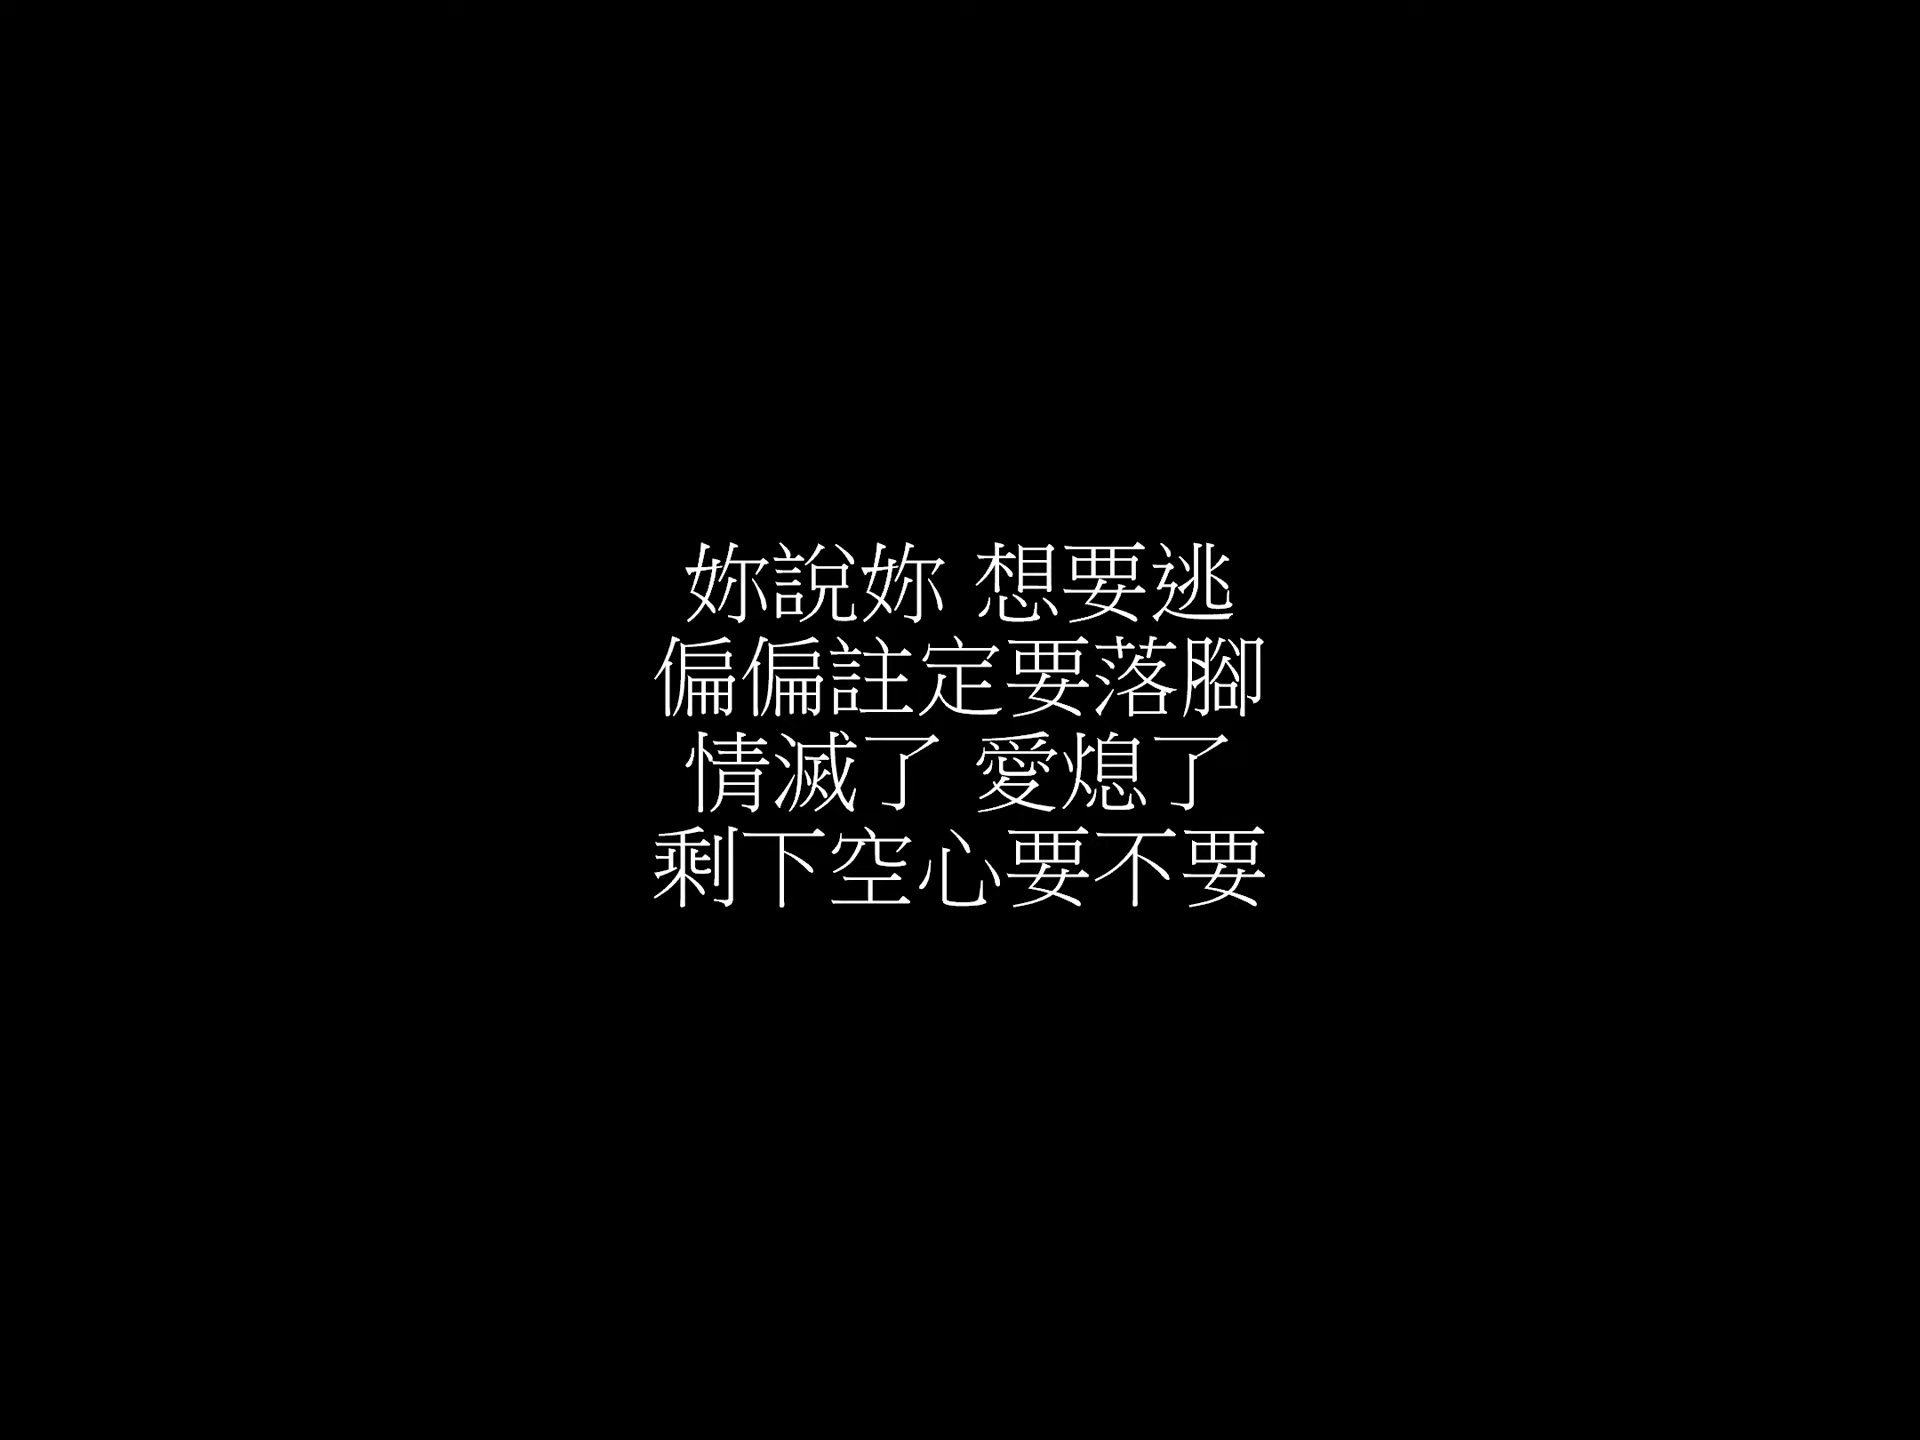 妳說妳 想要逃
偏偏註定要落腳
情滅了 愛熄了
剩下空心要不要